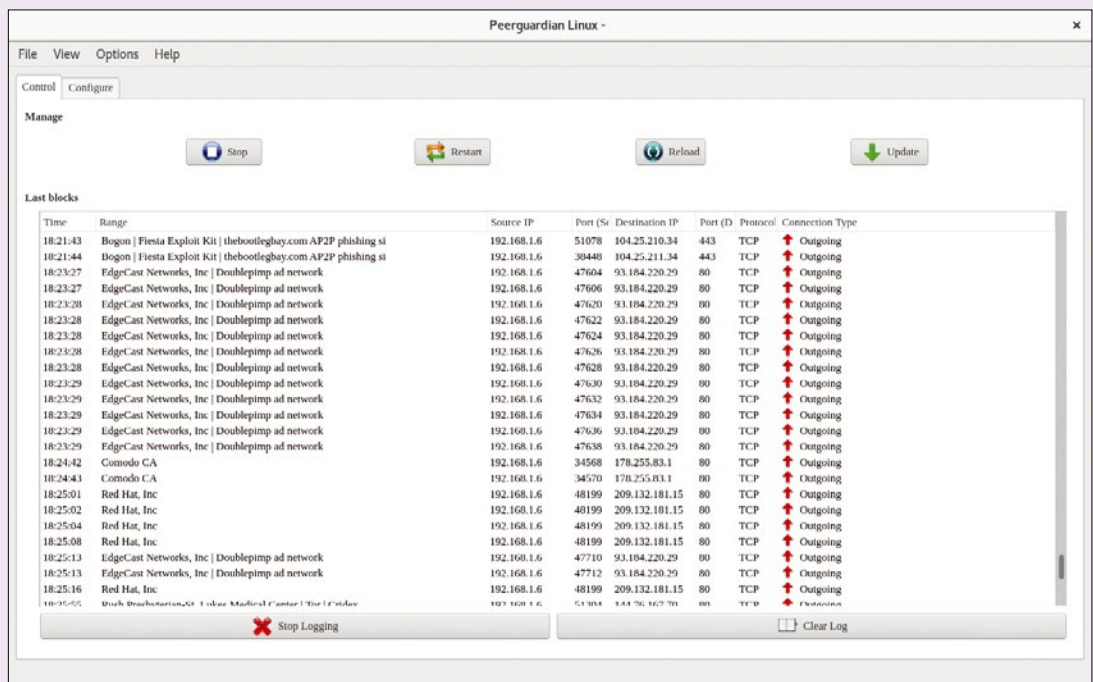 Peerguardian Linux -
File View Options Help
Control Configure
Manage
Stop Restart Reload Update
Last blocks
Time Range Source IP Port (So Destination IP Port (D Protocol Connection Type
18:21:43 Bogon | Fiesta Exploit Kit | thebootlegbay.com AP2P phishing si 192.168.1.6 51078 104.25.210.34 443 TCP Outgoing
18:21:44 Bogon | Fiesta Exploit Kit | thebootlegbay.com AP2P phishing si 192.168.1.6 38448 104.25.211.34 443 TCP Outgoing
18:23:27 EdgeCast Networks, Inc | Doublepimp ad network 192.168.1.6 47604 93.184.220.29 80 TCP Outgoing
18:23:27 EdgeCast Networks, Inc | Doublepimp ad network 192.168.1.6 47606 93.184.220.29 80 TCP Outgoing
18:23:28 EdgeCast Networks, Inc | Doublepimp ad network 192.168.1.6 47620 93.184.220.29 80 TCP Outgoing
18:23:28 EdgeCast Networks, Inc | Doublepimp ad network 192.168.1.6 47622 93.184.220.29 80 TCP Outgoing
18:23:28 EdgeCast Networks, Inc | Doublepimp ad network 192.168.1.6 47624 93.184.220.29 80 TCP Outgoing
18:23:28 EdgeCast Networks, Inc | Doublepimp ad network 192.168.1.6 47626 93.184.220.29 80 TCP Outgoing
18:23:28 EdgeCast Networks, Inc | Doublepimp ad network 192.168.1.6 47628 93.184.220.29 80 TCP Outgoing
18:23:29 EdgeCast Networks, Inc | Doublepimp ad network 192.168.1.6 47630 93.184.220.29 80 TCP Outgoing
18:23:29 EdgeCast Networks, Inc | Doublepimp ad network 192.168.1.6 47632 93.184.220.29 80 TCP Outgoing
18:23:29 EdgeCast Networks, Inc | Doublepimp ad network 192.168.1.6 47634 93.184.220.29 80 TCP Outgoing
18:23:29 EdgeCast Networks, Inc | Doublepimp ad network 192.168.1.6 47636 93.184.220.29 80 TCP Outgoing
18:23:29 EdgeCast Networks, Inc | Doublepimp ad network 192.168.1.6 47638 93.184.220.29 80 TCP Outgoing
18:24:42 Comodo CA 192.168.1.6 34568 178.255.83.1 80 TCP Outgoing
18:24:43 Comodo CA 192.168.1.6 34570 178.255.83.1 80 TCP Outgoing
18:25:01 Red Hat, Inc 192.168.1.6 48199 209.132.181.15 80 TCP Outgoing
18:25:02 Red Hat, Inc 192.168.1.6 48199 209.132.181.15 80 TCP Outgoing
18:25:04 Red Hat, Inc 192.168.1.6 48199 209.132.181.15 80 TCP Outgoing
18:25:08 Red Hat, Inc 192.168.1.6 48199 209.132.181.15 80 TCP Outgoing
18:25:13 EdgeCast Networks, Inc | Doublepimp ad network 192.168.1.6 47710 93.184.220.29 80 TCP Outgoing
18:25:13 EdgeCast Networks, Inc | Doublepimp ad network 192.168.1.6 47712 93.184.220.29 80 TCP Outgoing
18:25:16 Red Hat, Inc 192.168.1.6 48199 209.132.181.15 80 TCP Outgoing
18:25:55 Rush Presbyterian-St. Lukes Medical Center | Tor | Cridex 192.168.1.6 51304 144.76.167.70 80 TCP Outgoing
Stop Logging Clear Log